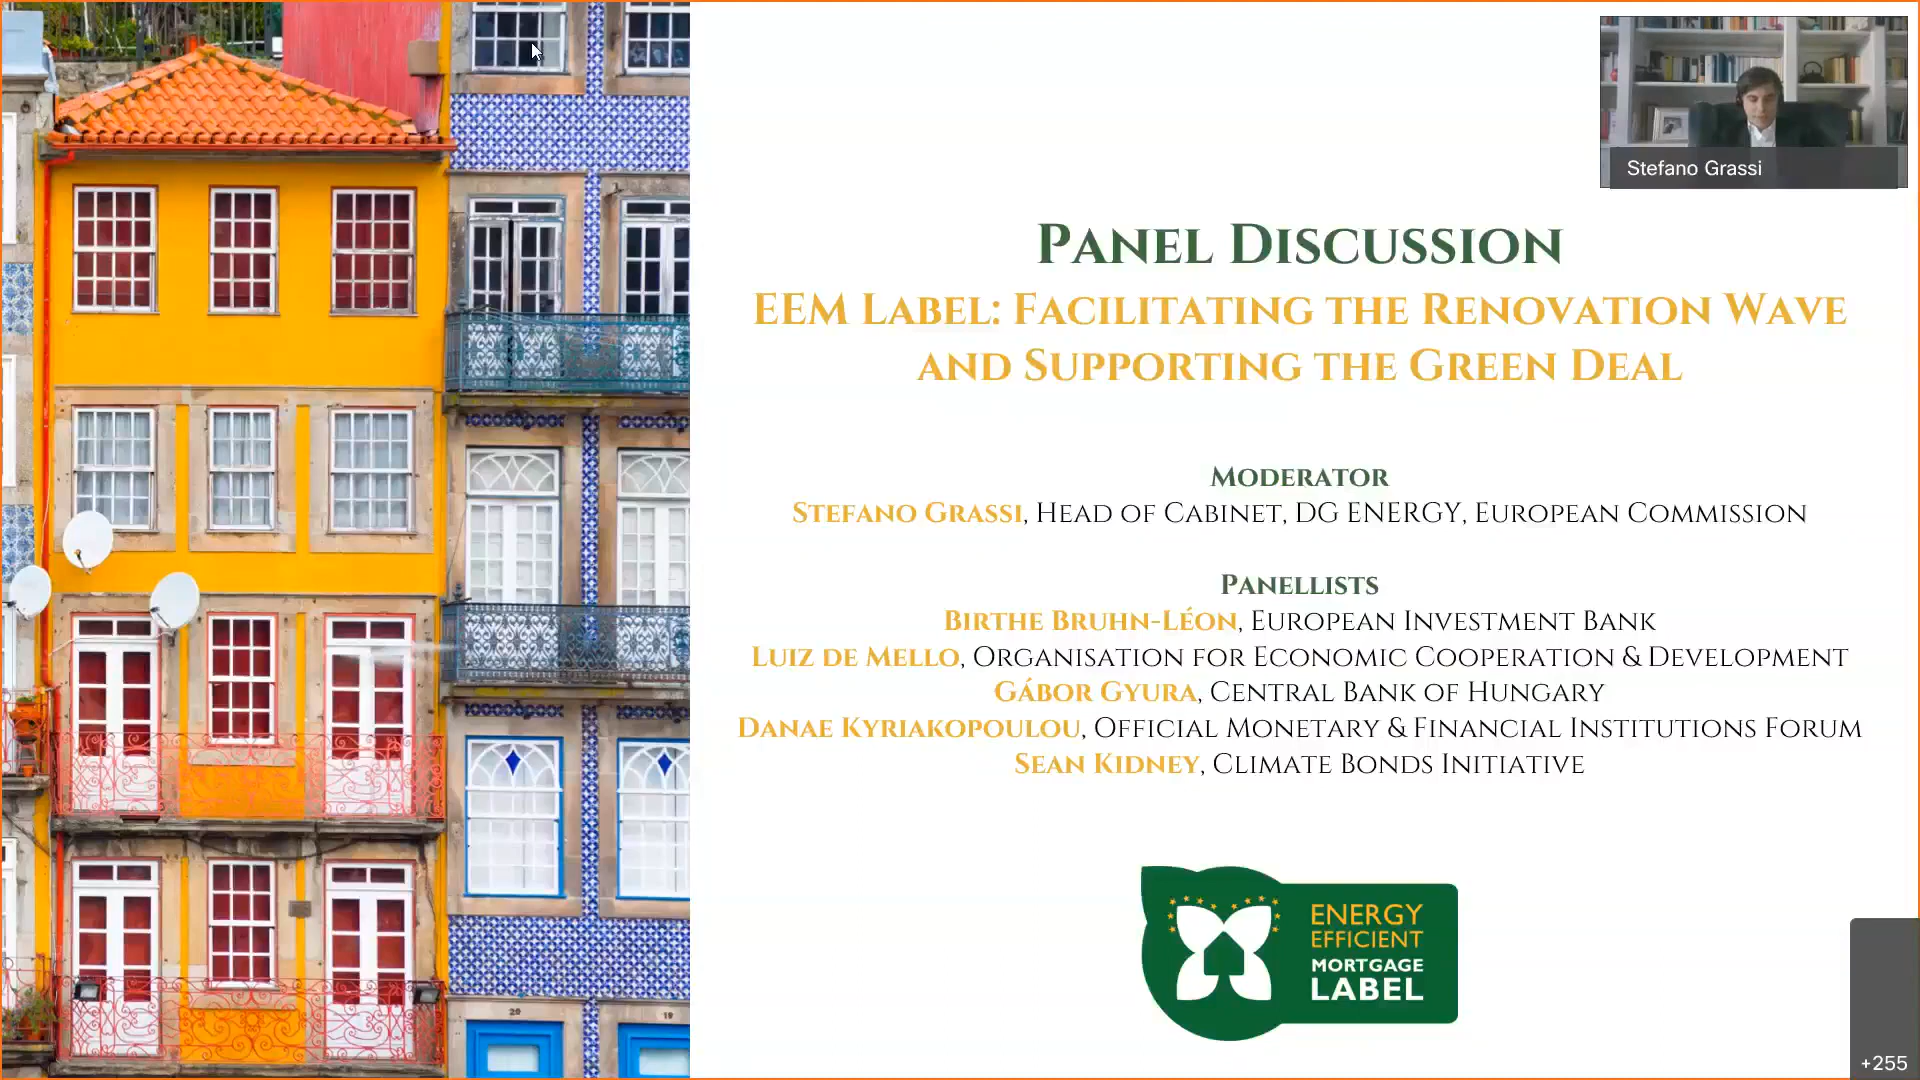 Stefano Grassi
PANEL DISCUSSION
EEM LABEL: FACILITATING THE RENOVATION WAVE
AND SUPPORTING THE GREEN DEAL
MODERATOR
STEFANO GRASSI, HEAD OF CABINET, DG ENERGY, EUROPEAN COMMISSION
PANELLISTS
BIRTHE BRUHN-LÉON, EUROPEAN INVESTMENT BANK
LUIZ DE MELLO, ORGANISATION FOR ECONOMIC COOPERATION & DEVELOPMENT
GÁBOR GYURA, CENTRAL BANK OF HUNGARY
DANAE KYRIAKOPOULOU, OFFICIAL MONETARY & FINANCIAL INSTITUTIONS FORUM
SEAN KIDNEY, CLIMATE BONDS INITIATIVE
ENERGY
EFFICIENT
MORTGAGE
LABEL
20
18
+255